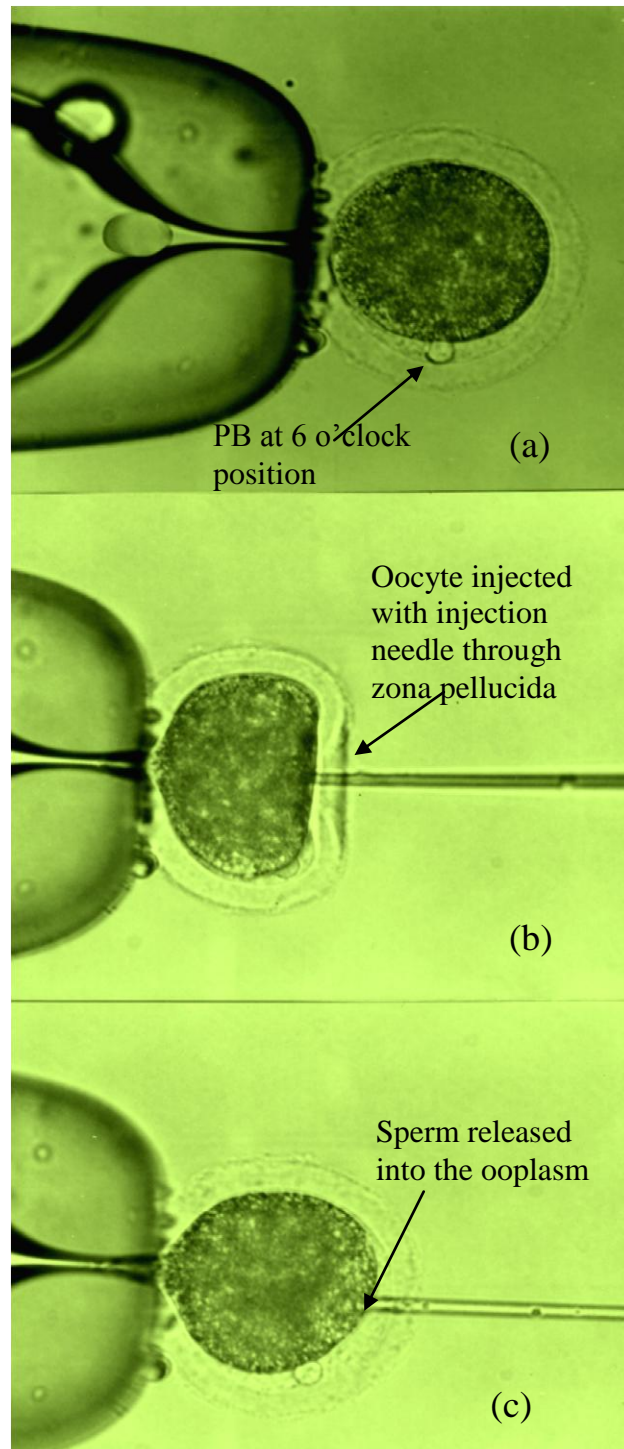 PB at 6 o’clock
position
(a)
Oocyte injected
with injection
needle through
zona pellucida
(b)
Sperm released
into the ooplasm
(c)